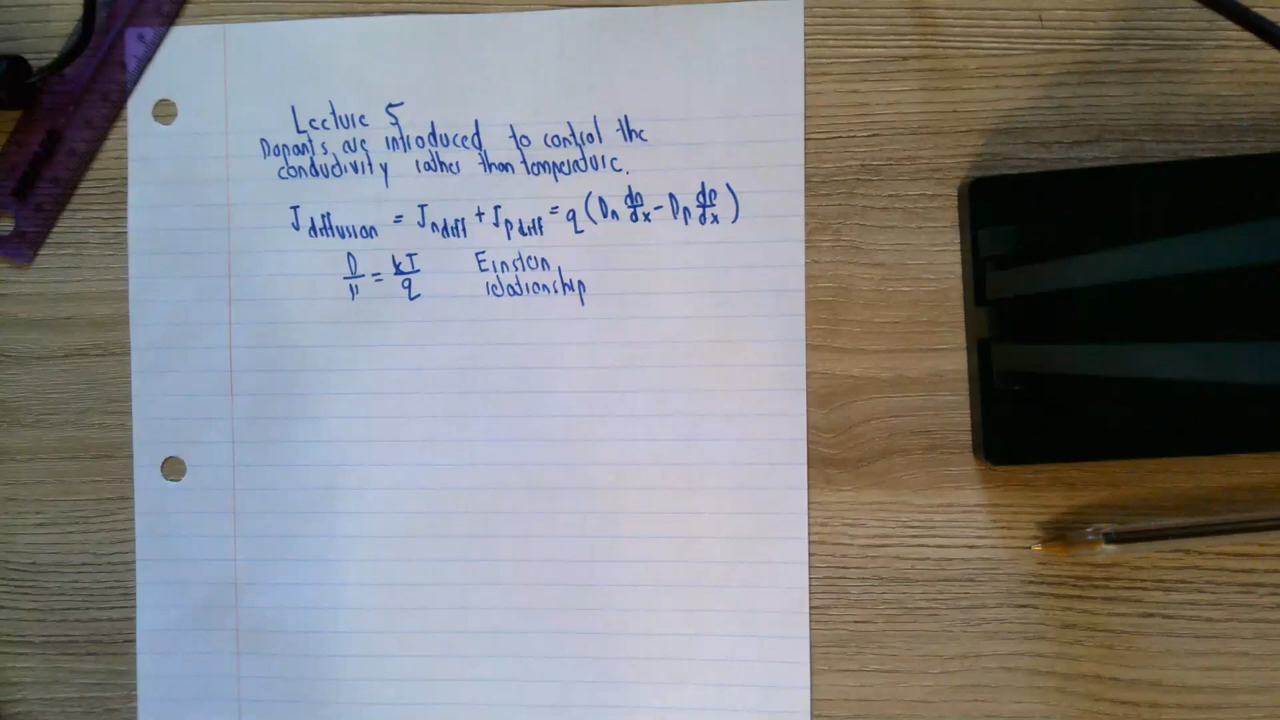 Lecture 5
Dopants are introduced to control the
conductivity rather than temperature.
J diffusion = J n diff + J p diff = q (Dn dn/dx - Dp dp/dx)
D/μ = kT/q
Einstein
relationship